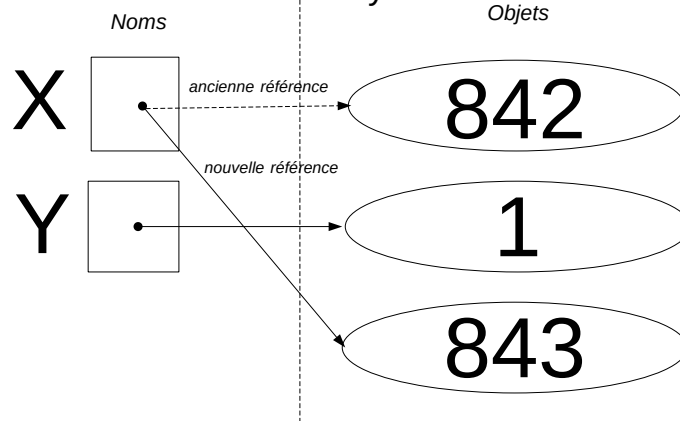 Noms
Objets
X
ancienne référence
842
nouvelle référence
Y
1
843